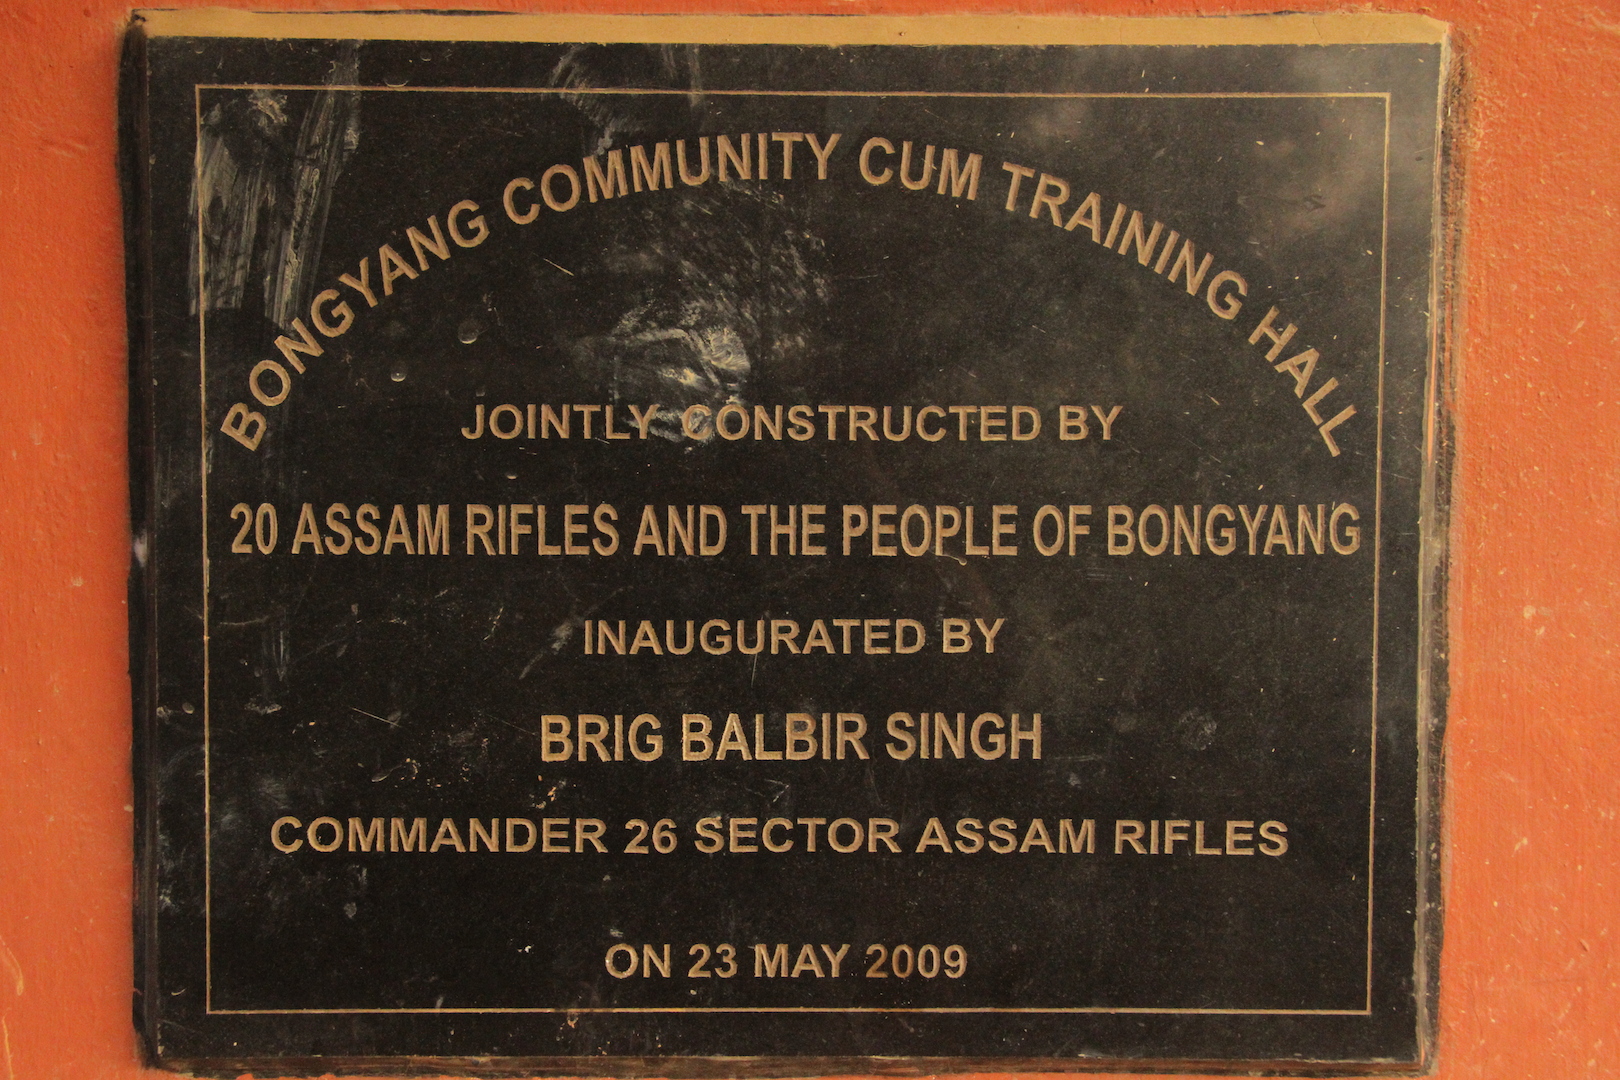 BONGYANG COMMUNITY CUM TRAINING HALL
JOINTLY CONSTRUCTED BY
20 ASSAM RIFLES AND THE PEOPLE OF BONGYANG
INAUGURATED BY
BRIG BALBIR SINGH
COMMANDER 26 SECTOR ASSAM RIFLES
ON 23 MAY 2009